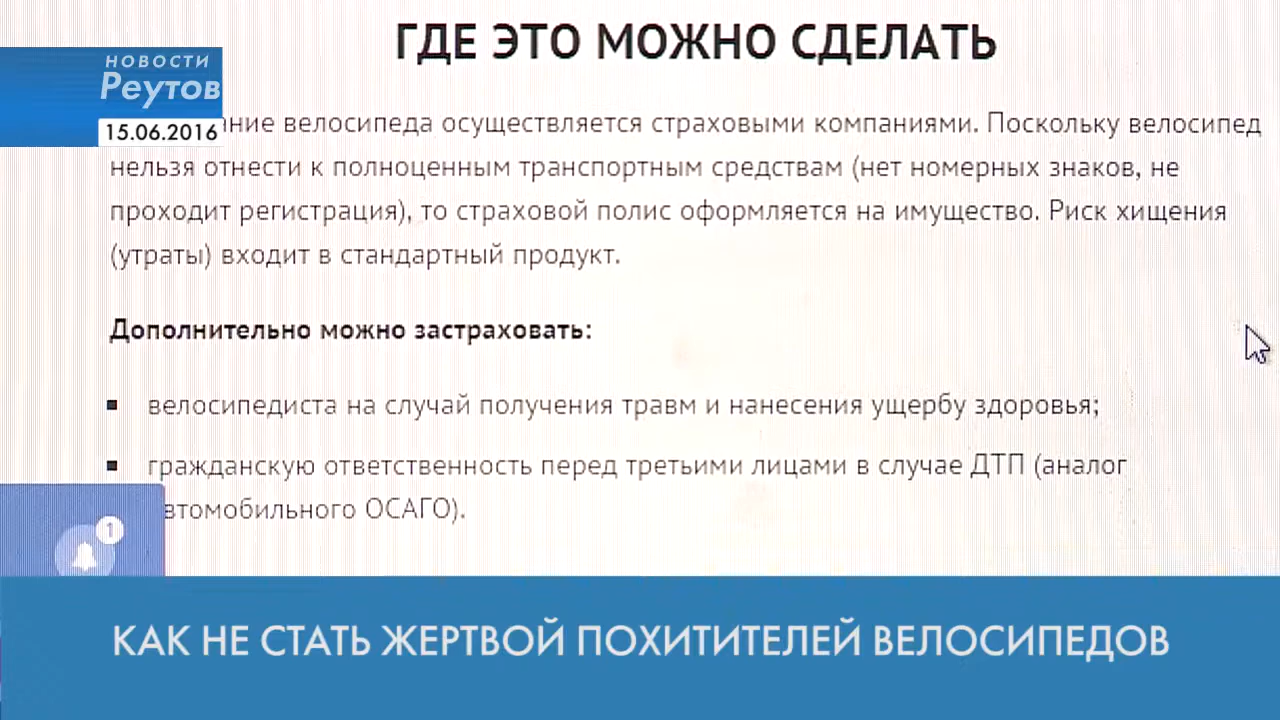 ГДЕ ЭТО МОЖНО СДЕЛАТЬ
НОВОСТИ
Реутов
15.06.2016
велосипеда осуществляется страховыми компаниями. Поскольку велосипед
нельзя отнести к полноценным транспортным средствам (нет номерных знаков, не
проходит регистрация), то страховой полис оформляется на имущество. Риск хищения
(утраты) входит в стандартный продукт.
Дополнительно можно застраховать:
▪ велосипедиста на случай получения травм и нанесения ущербу здоровья;
▪ гражданскую ответственность перед третьими лицами в случае ДТП (аналог
втомобильного ОСАГО).
1
КАК НЕ СТАТЬ ЖЕРТВОЙ ПОХИТИТЕЛЕЙ ВЕЛОСИПЕДОВ